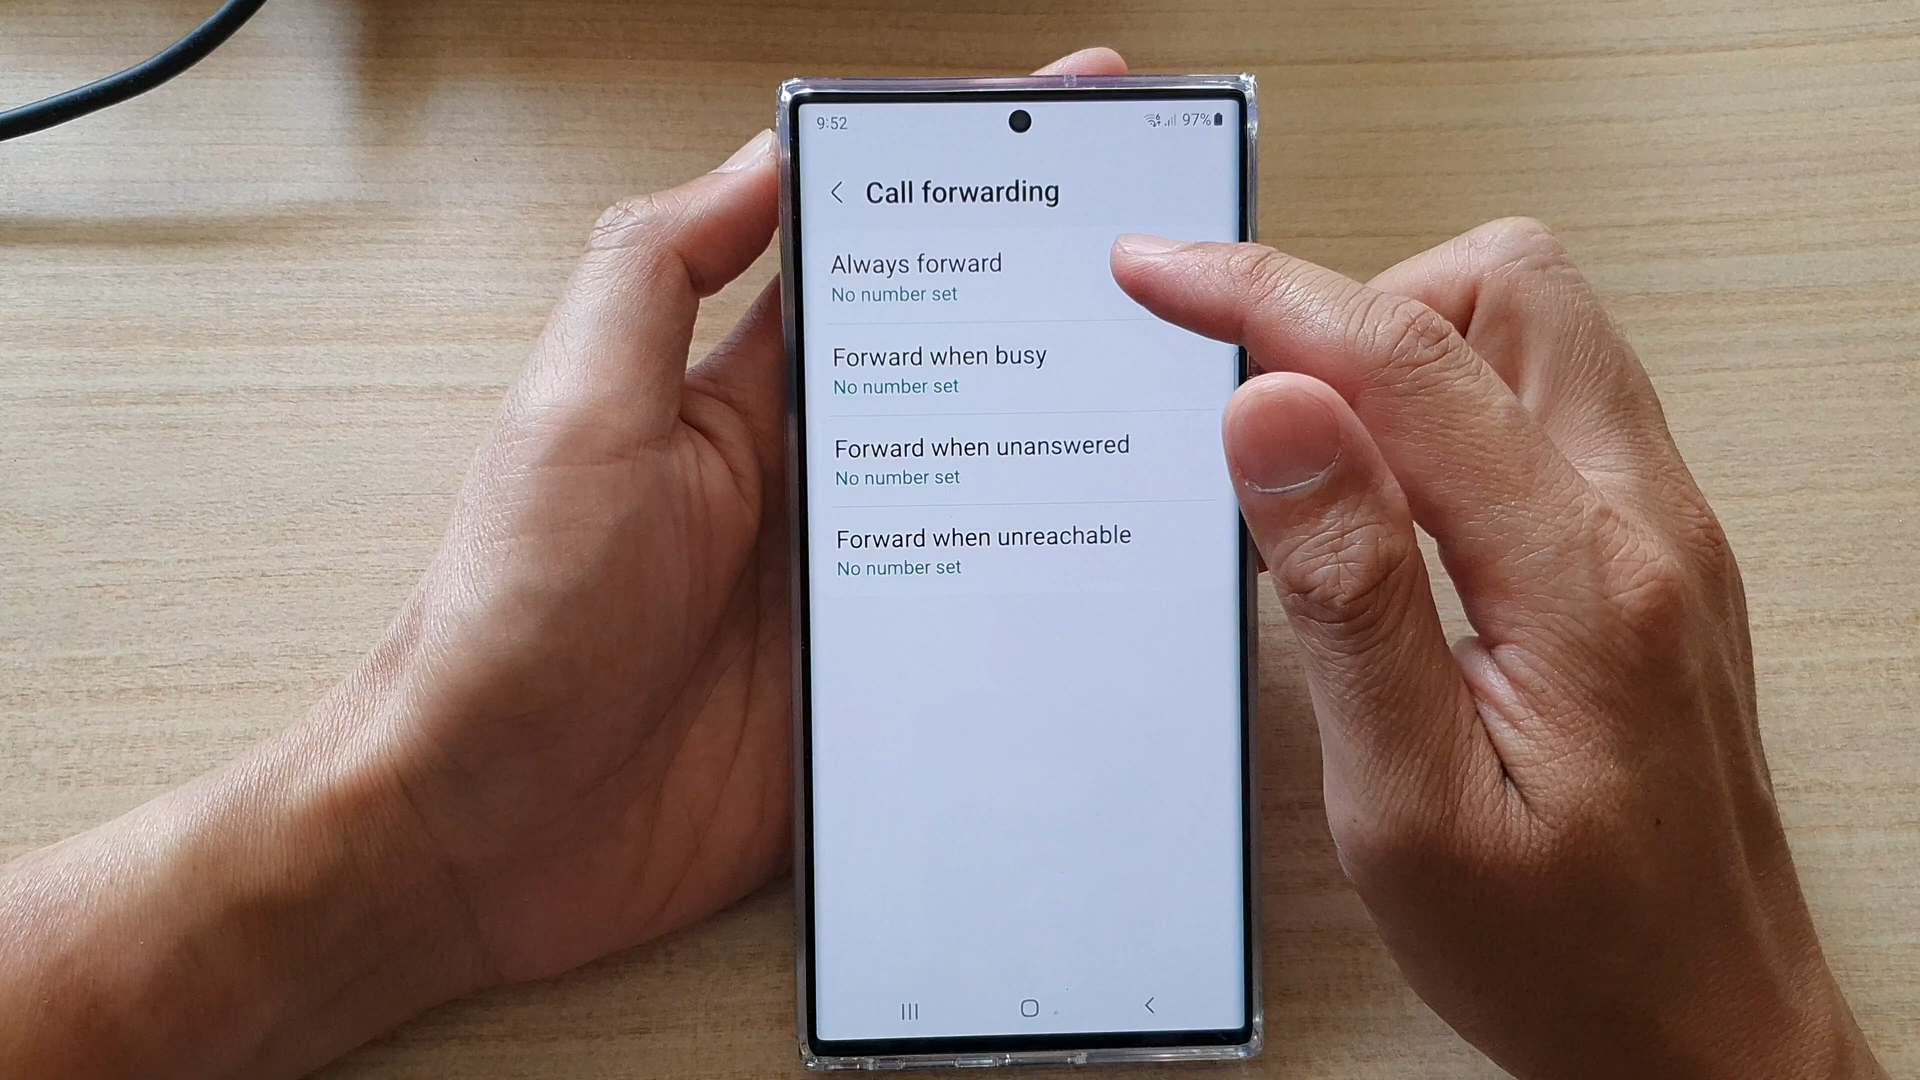 9:52
97%
Call forwarding
Always forward
No number set
Forward when busy
No number set
Forward when unanswered
No number set
Forward when unreachable
No number set